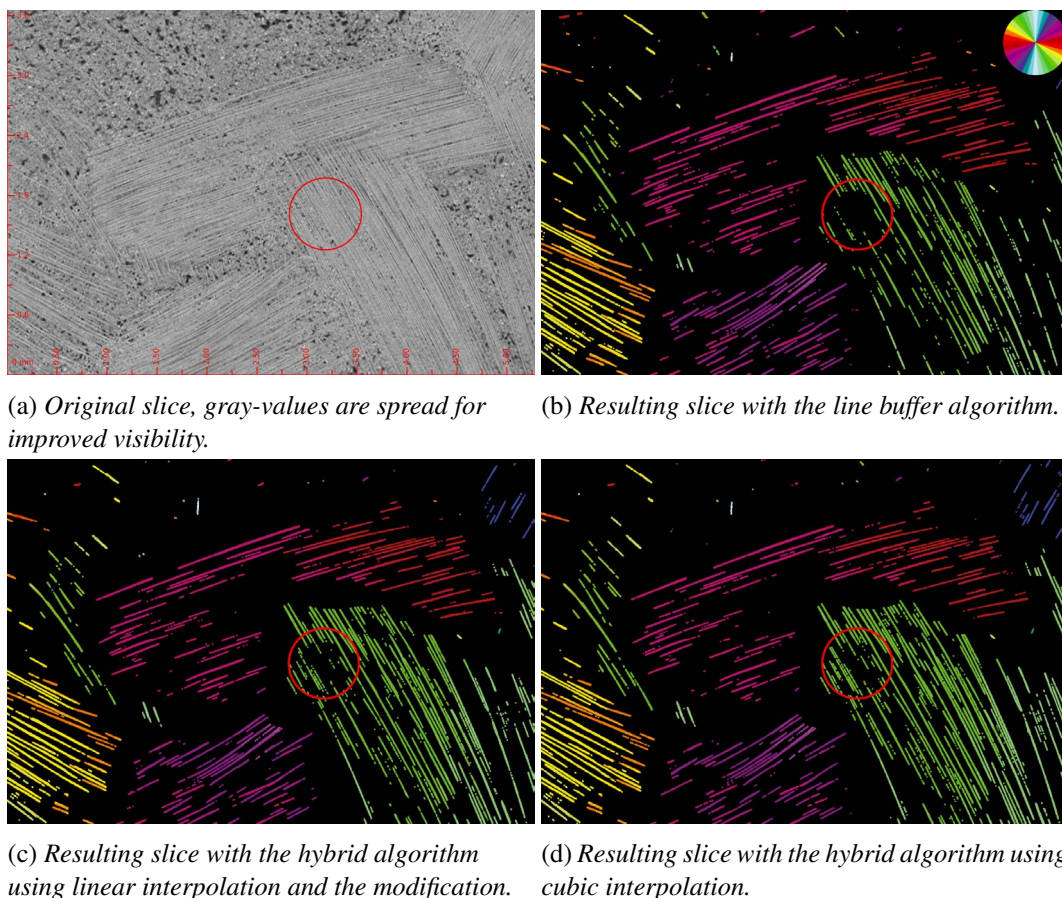 (a) Original slice, gray-values are spread for
improved visibility.
(b) Resulting slice with the line buffer algorithm.
(c) Resulting slice with the hybrid algorithm
using linear interpolation and the modification.
(d) Resulting slice with the hybrid algorithm using
cubic interpolation.